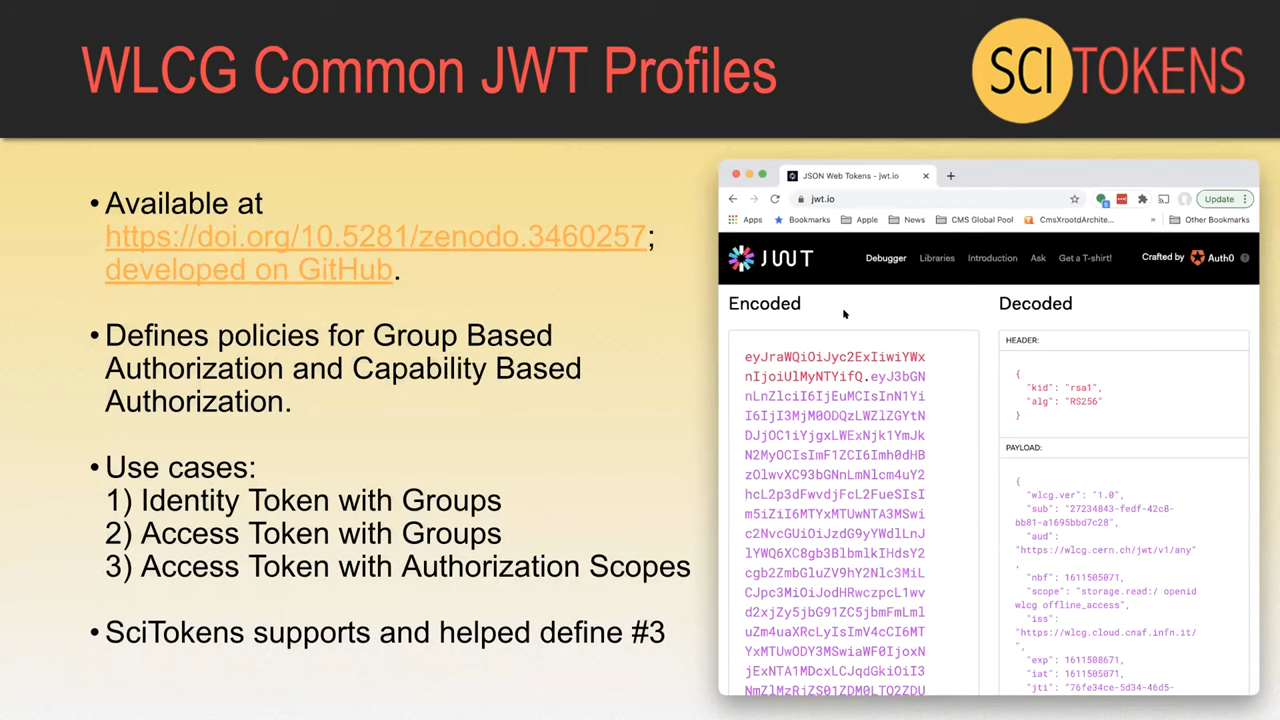 WLCG Common JWT Profiles
SCITOKENS
•Available at
https://doi.org/10.5281/zenodo.3460257;
developed on GitHub.
•Defines policies for Group Based
Authorization and Capability Based
Authorization.
•Use cases:
1) Identity Token with Groups
2) Access Token with Groups
3) Access Token with Authorization Scopes
•SciTokens supports and helped define #3
JSON Web Tokens - jwt.io
jwt.io
Update
Apps Bookmarks Apple News CMS Global Pool CmsXrootdArchite... » Other Bookmarks
JWT
Debugger Libraries Introduction Ask Get a T-shirt!
Crafted by Auth0
Encoded
eyJraWQiOiJyc2ExIiwiYWx
nIjoiUlMyNTYifQ.eyJ3bGN
nLnZlciI6IjEuMCIsInN1Yi
I6IjI3MjM0ODQzLWZlZGYtN
DJjOC1iYjgxLWExNjk1YmJk
N2MyOCIsImF1ZCI6Imh0dHB
zOlwvXC93bGNnLmNlcm4uY2
hcL2p3dFwvdjFcL2FueSIsI
m5iZiI6MTYxMTUwNTA3MSwi
c2NvcGUiOiJzdG9yYWdlLnJ
lYWQ6XC8gb3BlbmlkIHdsY2
cgb2ZmbGluZV9hY2Nlc3MiL
CJpc3MiOiJodHRwczpcL1wv
d2xjZy5jbG91ZC5jbmFmLml
uZm4uaXRcLyIsImV4cCI6MT
YxMTUwODY3MSwiaWF0IjoxN
jExNTA1MDcxLCJqdGkiOiI3
NmZlMzRjZS01ZDM0LTQ2ZDU
Decoded
HEADER:
{
"kid": "rsa1",
"alg": "RS256"
}
PAYLOAD:
{
"wlcg.ver": "1.0",
"sub": "27234843-fedf-42c8-
bb81-a1695bbd7c28",
"aud":
"https://wlcg.cern.ch/jwt/v1/any"
,
"nbf": 1611505071,
"scope": "storage.read:/ openid
wlcg offline_access",
"iss":
"https://wlcg.cloud.cnaf.infn.it/
",
"exp": 1611508671,
"iat": 1611505071,
"jti": "76fe34ce-5d34-46d5-